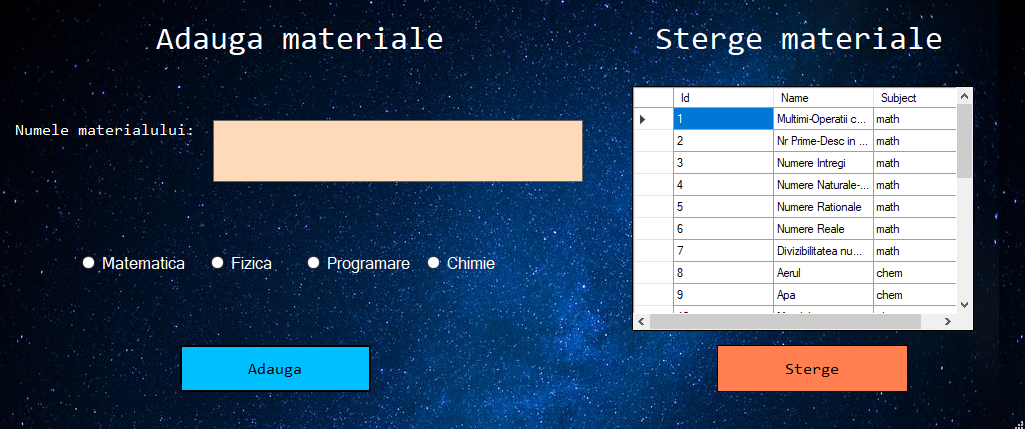 Adauga materiale
Numele materialului:
Matematica Fizica Programare Chimie
Adauga
Sterge materiale
Id Name Subject
1 Multimi-Operatii c... math
2 Nr Prime-Desc in ... math
3 Numere Intregi math
4 Numere Naturale-... math
5 Numere Rationale math
6 Numere Reale math
7 Divizibilitatea nu... math
8 Aerul chem
9 Apa chem
Sterge